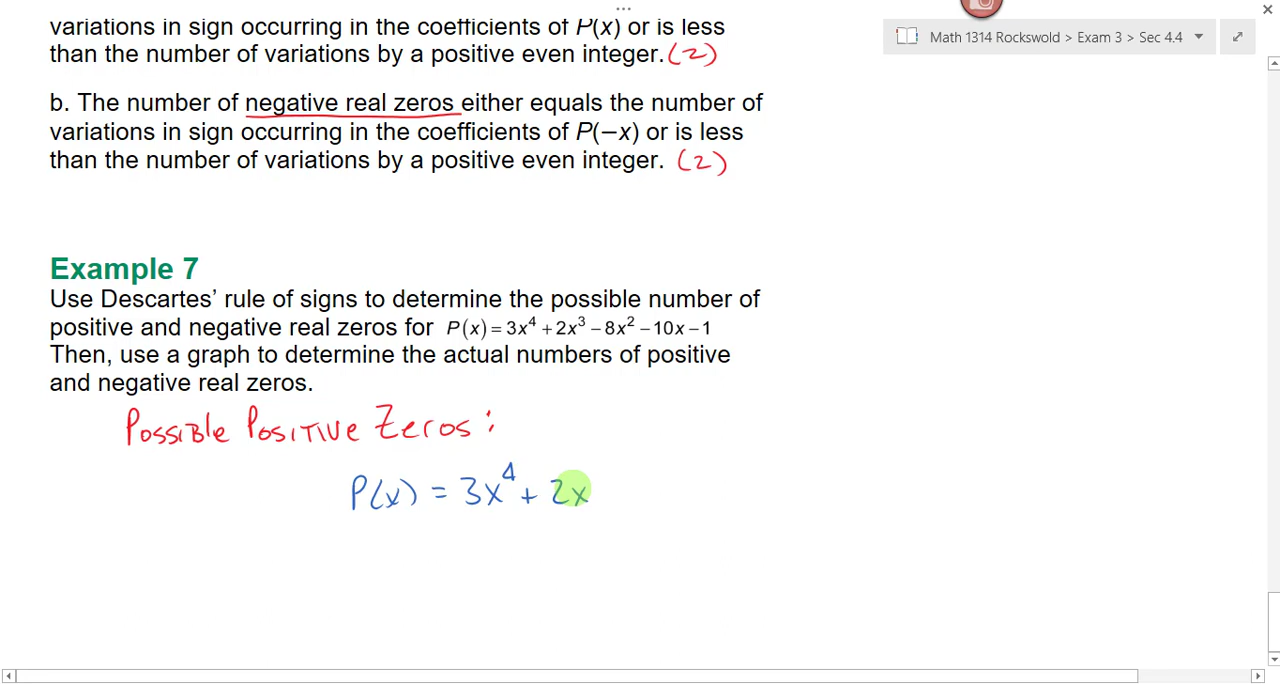 variations in sign occurring in the coefficients of P(x) or is less
than the number of variations by a positive even integer. (2)
Math 1314 Rockswold > Exam 3 > Sec 4.4
b. The number of negative real zeros either equals the number of
variations in sign occurring in the coefficients of P(−x) or is less
than the number of variations by a positive even integer. (2)
Example 7
Use Descartes’ rule of signs to determine the possible number of
positive and negative real zeros for P(x) = 3x⁴ + 2x³ − 8x² − 10x − 1
Then, use a graph to determine the actual numbers of positive
and negative real zeros.
Possible Positive Zeros:
P(x) = 3x⁴ + 2x